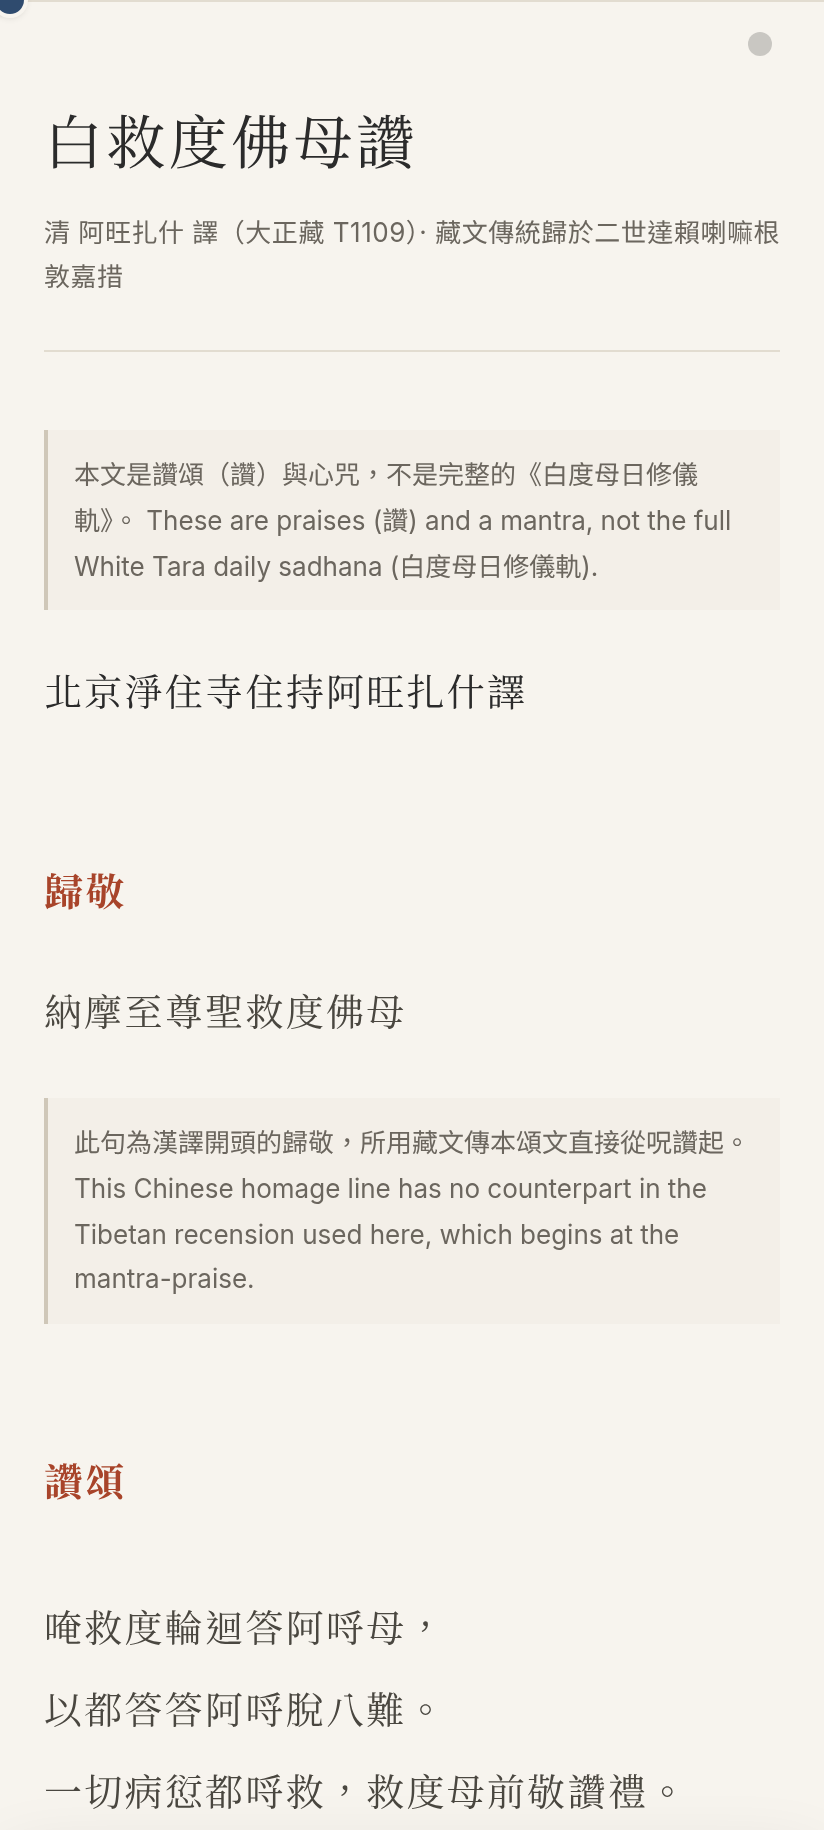 白救度佛母讚
清 阿旺扎什 譯（大正藏 T1109）· 藏文傳統歸於二世達賴喇嘛根
敦嘉措
本文是讚頌（讚）與心咒，不是完整的《白度母日修儀
軌》。 These are praises (讚) and a mantra, not the full
White Tara daily sadhana (白度母日修儀軌).
北京淨住寺住持阿旺扎什譯
歸敬
納摩至尊聖救度佛母
此句為漢譯開頭的歸敬，所用藏文傳本頌文直接從呪讚起。
This Chinese homage line has no counterpart in the
Tibetan recension used here, which begins at the
mantra-praise.
讚頌
唵救度輪迴答阿哷母，
以都答答阿哷脫八難。
一切病愆都哷救，救度母前敬讚禮。